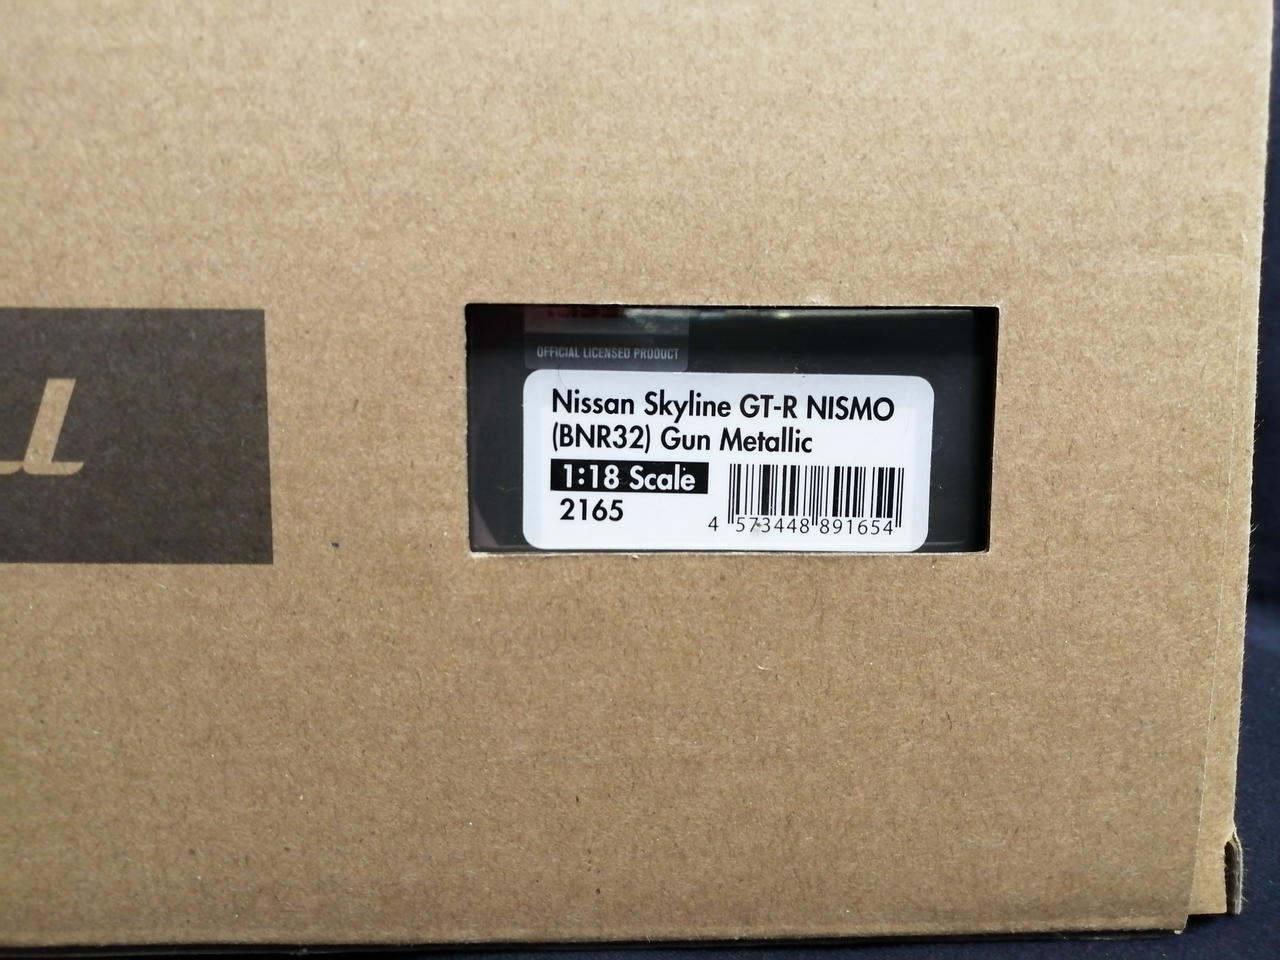 OFFICIAL LICENSED PRODUCT
Nissan Skyline GT-R NISMO
(BNR32) Gun Metallic
1:18 Scale
2165
4 573448 891654